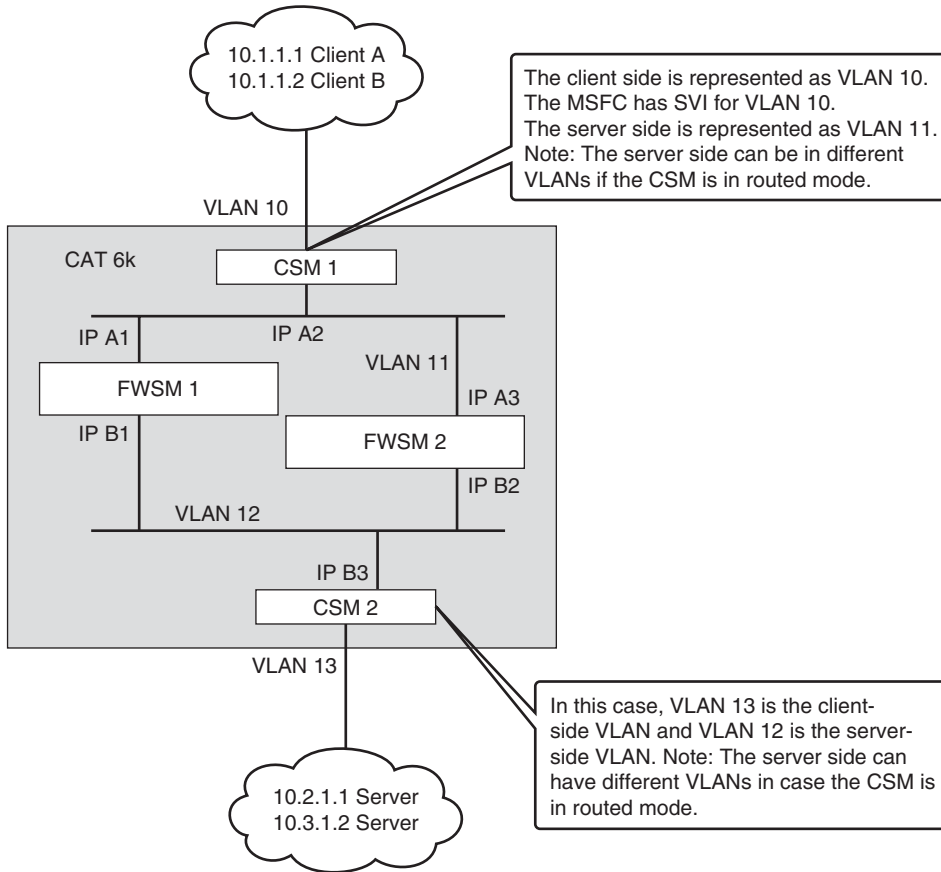 10.1.1.1 Client A
10.1.1.2 Client B
The client side is represented as VLAN 10.
The MSFC has SVI for VLAN 10.
The server side is represented as VLAN 11.
Note: The server side can be in different
VLANs if the CSM is in routed mode.
VLAN 10
CAT 6k
CSM 1
IP A1
IP A2
VLAN 11
FWSM 1
IP A3
IP B1
FWSM 2
IP B2
VLAN 12
IP B3
CSM 2
VLAN 13
In this case, VLAN 13 is the client-
side VLAN and VLAN 12 is the server-
side VLAN. Note: The server side can
have different VLANs in case the CSM is
in routed mode.
10.2.1.1 Server
10.3.1.2 Server